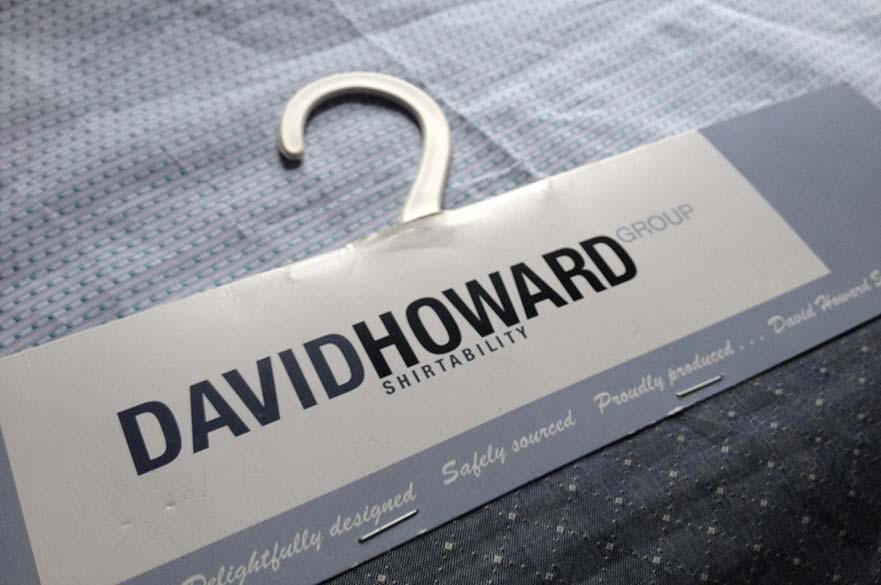 DAVIDHOWARD GROUP
SHIRTABILITY
Delightfully designed Safely sourced Proudly produced . . . David Howard